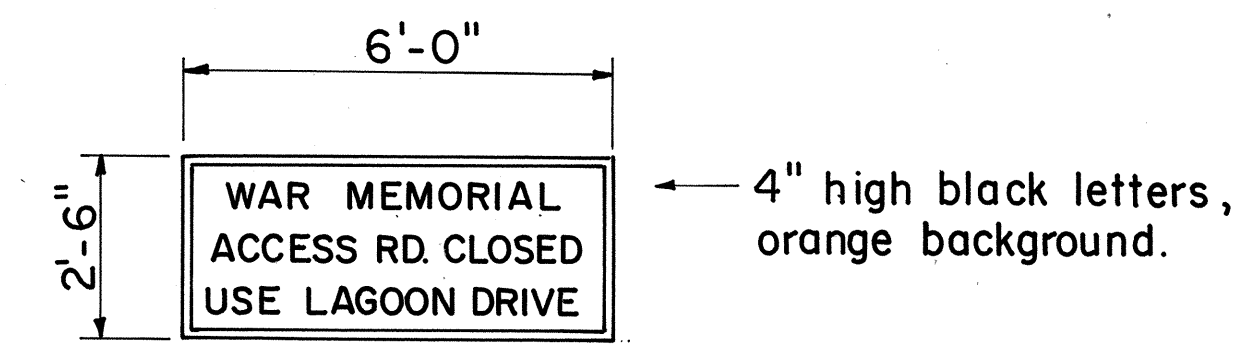 6'-0"
2'-6"
WAR MEMORIAL
ACCESS RD. CLOSED
USE LAGOON DRIVE
4" high black letters,
orange background.